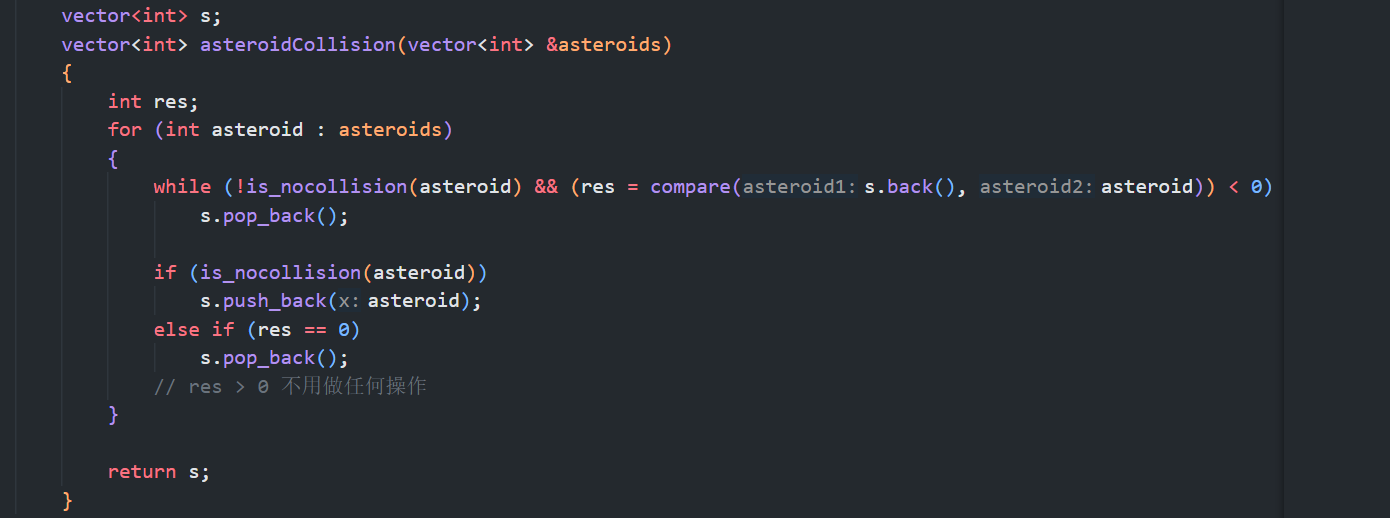 vector<int> s;
vector<int> asteroidCollision(vector<int> &asteroids)
{
int res;
for (int asteroid : asteroids)
{
while (!is_nocollision(asteroid) && (res = compare(asteroid1: s.back(), asteroid2: asteroid)) < 0)
s.pop_back();
if (is_nocollision(asteroid))
s.push_back(x: asteroid);
else if (res == 0)
s.pop_back();
// res > 0 不用做任何操作
}
return s;
}